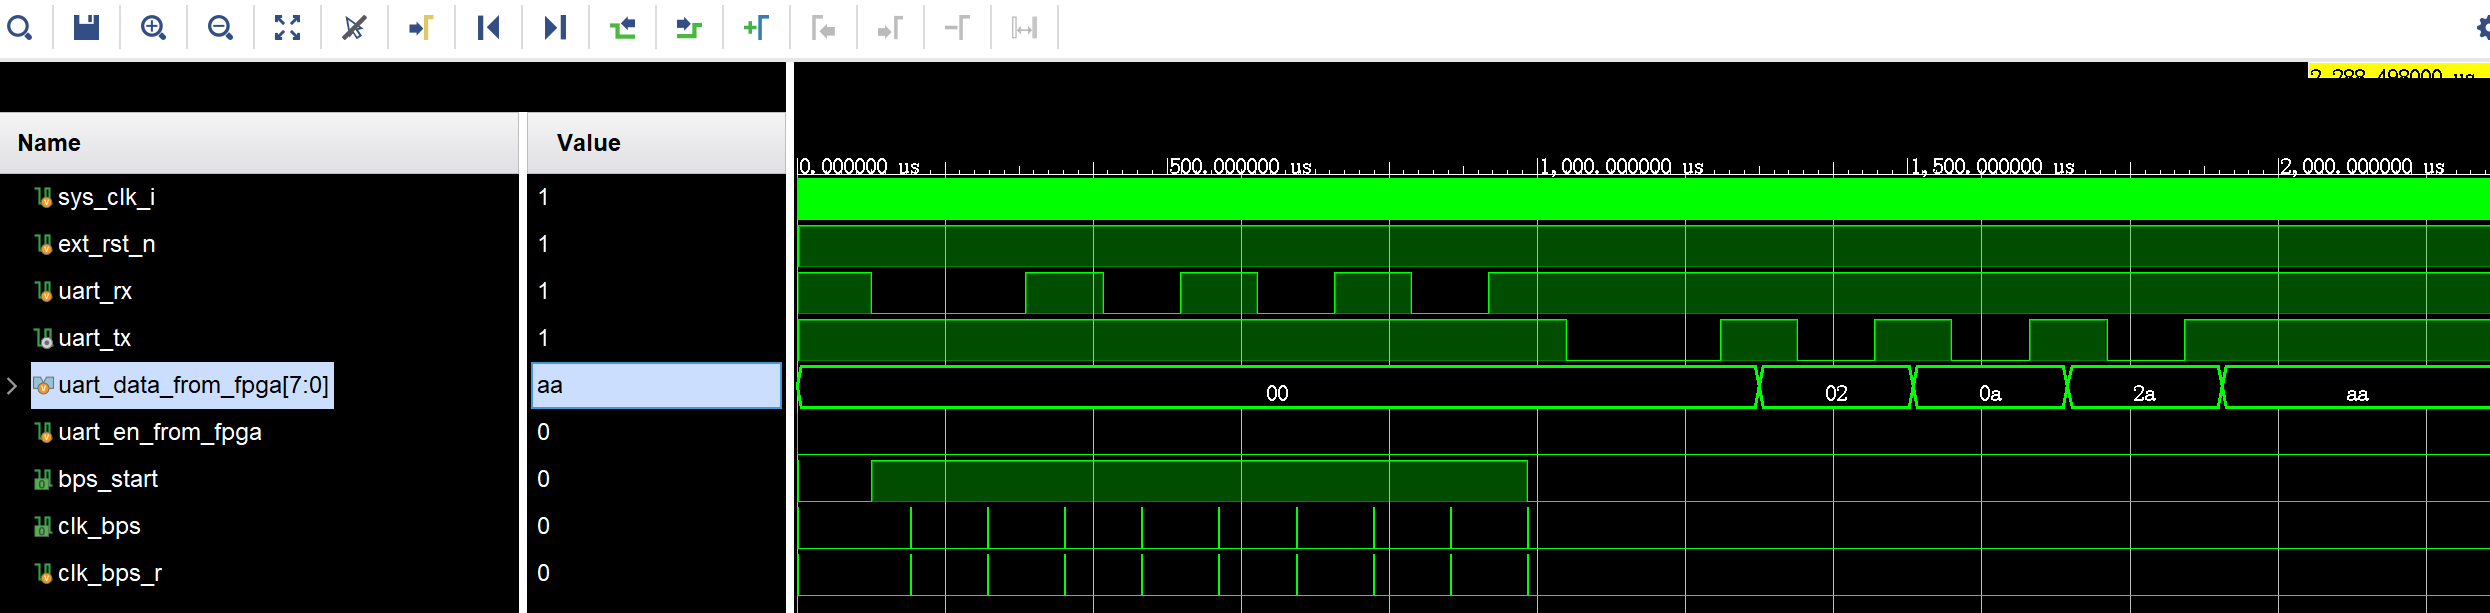 2,288.498000 us
Name Value
0.000000 us 500.000000 us 1,000.000000 us 1,500.000000 us 2,000.000000 us
sys_clk_i 1
ext_rst_n 1
uart_rx 1
uart_tx 1
uart_data_from_fpga[7:0] aa 00 02 0a 2a aa
uart_en_from_fpga 0
bps_start 0
clk_bps 0
clk_bps_r 0